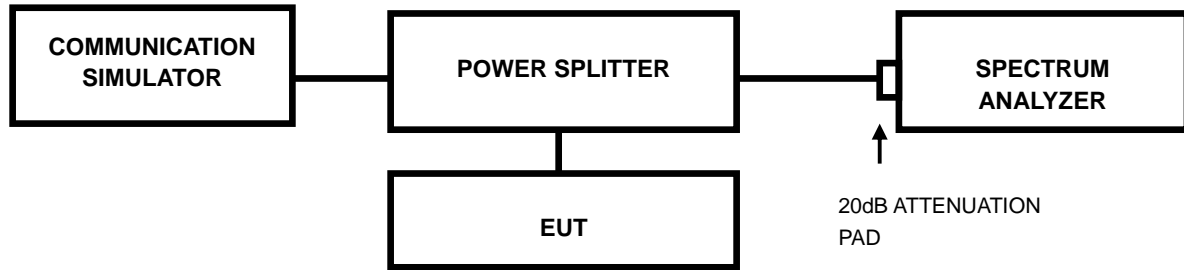 COMMUNICATION
SIMULATOR
POWER SPLITTER
SPECTRUM
ANALYZER
EUT
20dB ATTENUATION
PAD